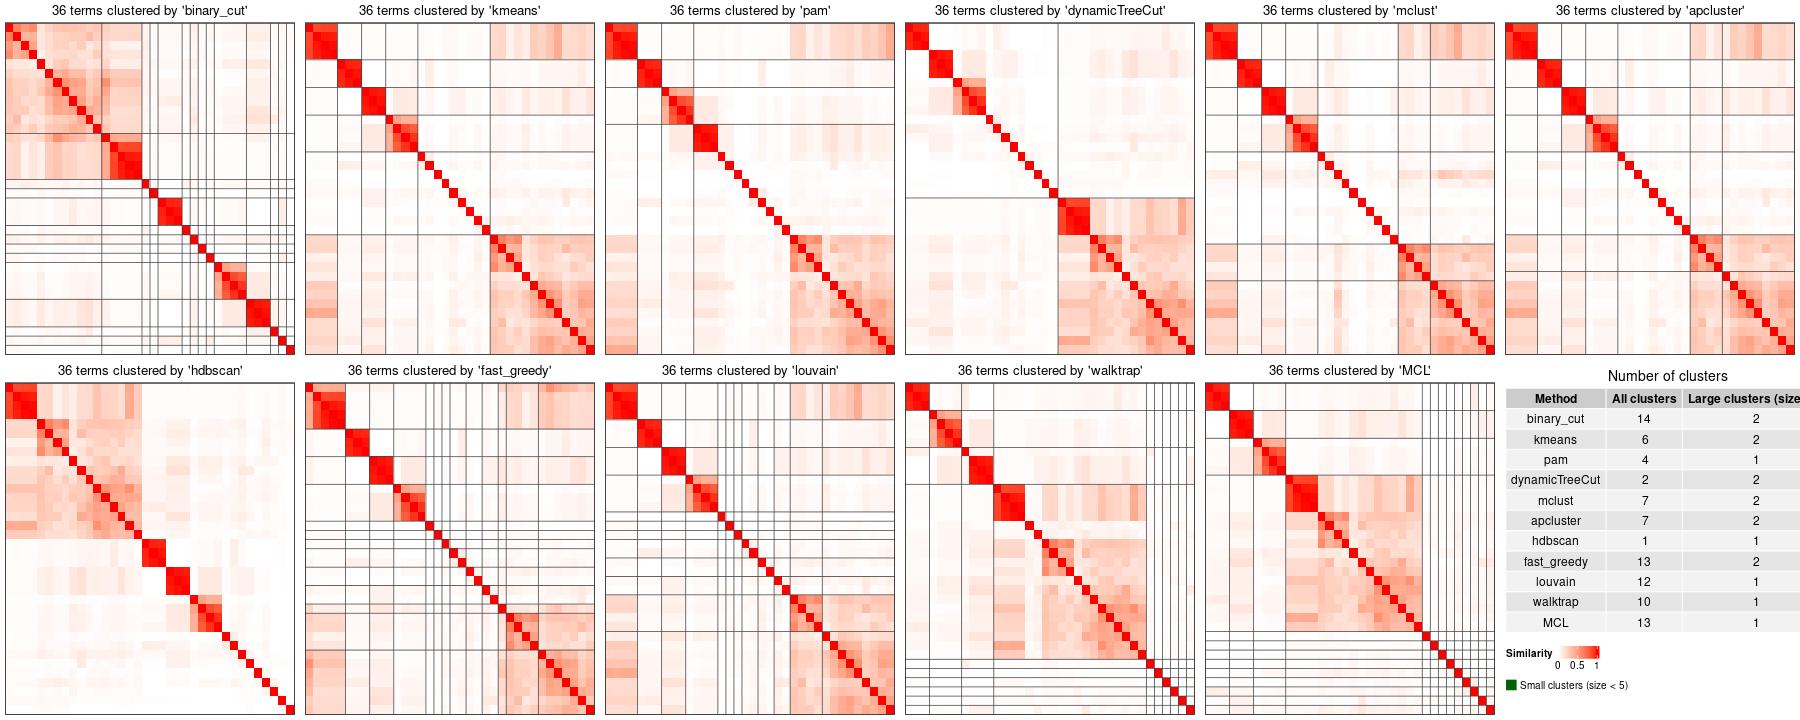 36 terms clustered by 'binary_cut'
36 terms clustered by 'kmeans'
36 terms clustered by 'pam'
36 terms clustered by 'dynamicTreeCut'
36 terms clustered by 'mclust'
36 terms clustered by 'apcluster'
36 terms clustered by 'hdbscan'
36 terms clustered by 'fast_greedy'
36 terms clustered by 'louvain'
36 terms clustered by 'walktrap'
36 terms clustered by 'MCL'
Number of clusters
Method All clusters Large clusters (size
binary_cut 14 2
kmeans 6 2
pam 4 1
dynamicTreeCut 2 2
mclust 7 2
apcluster 7 2
hdbscan 1 1
fast_greedy 13 2
louvain 12 1
walktrap 10 1
MCL 13 1
Similarity
0 0.5 1
Small clusters (size < 5)